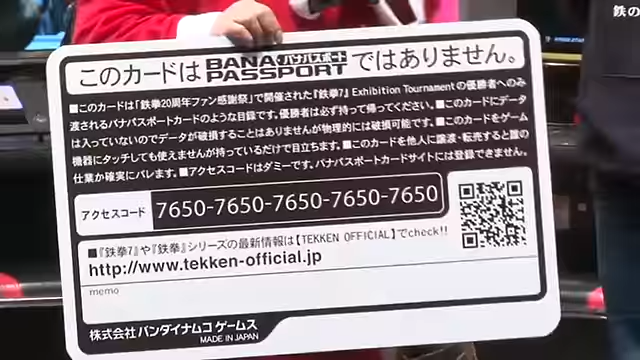 鉄の
このカードは BANA PASSPORT バナパスポート ではありません。
■このカードは「鉄拳20周年ファン感謝祭」で開催された『鉄拳7』Exhibition Tournamentの優勝者へのみ
渡されるバナパスポートカードのような目録です。優勝者は必ず持って帰ってください。■このカードにデータ
は入っていないのでデータが破損することはありませんが物理的には破損可能です。■このカードをゲーム
機器にタッチしても使えませんが持っているだけで目立ちます。■このカードを他人に譲渡・転売すると誰の
仕業か確実にバレます。■アクセスコードはダミーです。バナパスポートカードサイトには登録できません。
アクセスコード 7650-7650-7650-7650-7650
■『鉄拳7』や『鉄拳』シリーズの最新情報は【TEKKEN OFFICIAL】でcheck!!
http://www.tekken-official.jp
memo
株式会社 バンダイナムコ ゲームス
MADE IN JAPAN